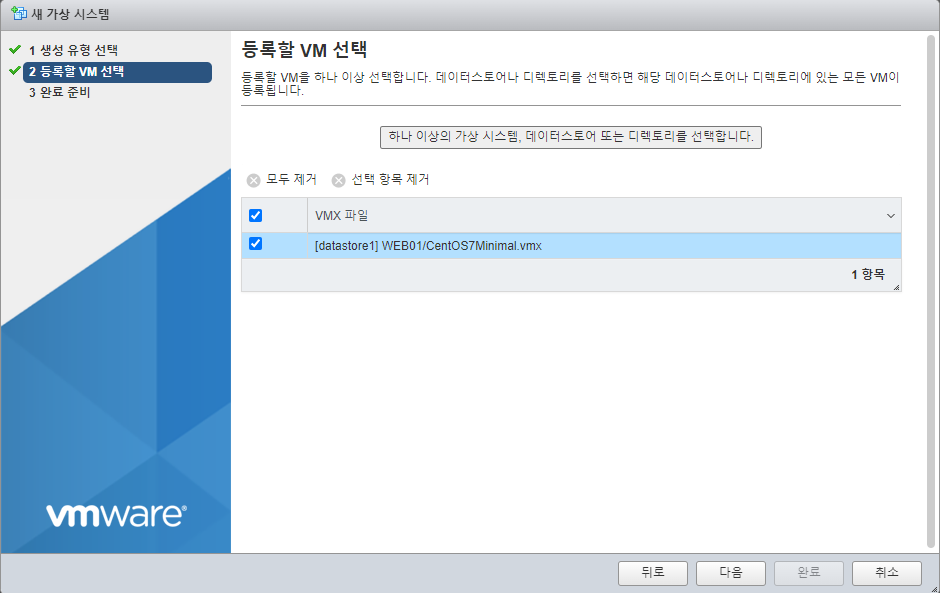 새 가상 시스템
1 생성 유형 선택
2 등록할 VM 선택
3 완료 준비
등록할 VM 선택
등록할 VM을 하나 이상 선택합니다. 데이터스토어나 디렉토리를 선택하면 해당 데이터스토어나 디렉토리에 있는 모든 VM이
등록됩니다.
하나 이상의 가상 시스템, 데이터스토어 또는 디렉토리를 선택합니다.
모두 제거 선택 항목 제거
VMX 파일
[datastore1] WEB01/CentOS7Minimal.vmx
1 항목
vmware®
뒤로 다음 완료 취소